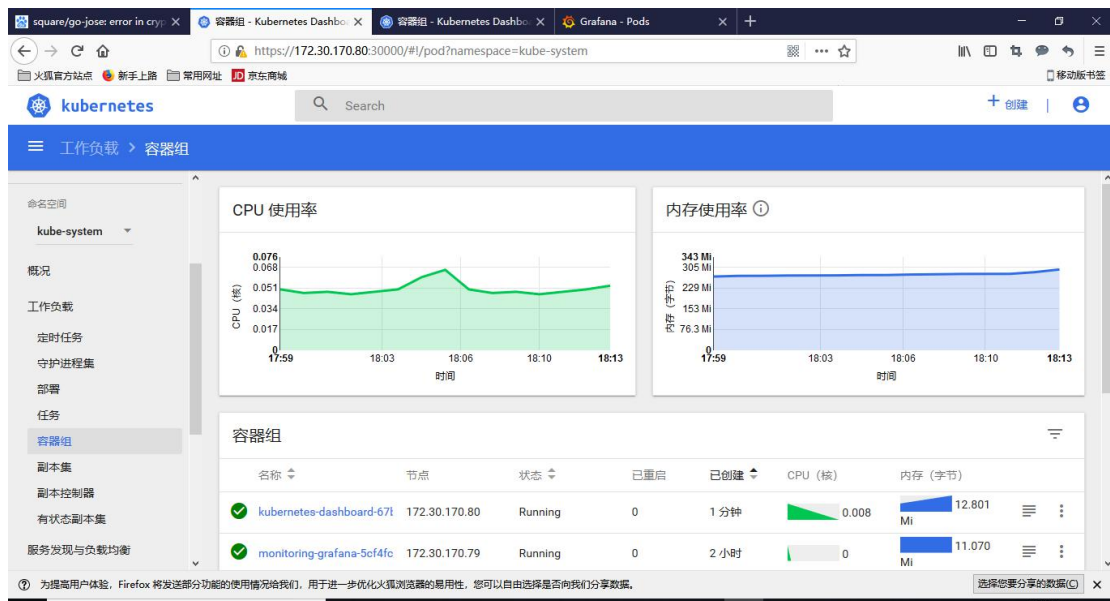 square/go-jose: error in cryp
容器组 - Kubernetes Dashbo
容器组 - Kubernetes Dashbo
Grafana - Pods
https://172.30.170.80:30000/#!/pod?namespace=kube-system
火狐官方站点 新手上路 常用网址 JD 京东商城 移动版书签
kubernetes Search + 创建 |
工作负载 > 容器组
命名空间
kube-system
概况
工作负载
定时任务
守护进程集
部署
任务
容器组
副本集
副本控制器
有状态副本集
服务发现与负载均衡
CPU 使用率
CPU (核)
0.076
0.068
0.051
0.034
0.017
0
17:59 18:03 18:06 18:10 18:13
时间
内存使用率
内存 (字节)
343 Mi
305 Mi
229 Mi
153 Mi
76.3 Mi
0
17:59 18:03 18:06 18:10 18:13
时间
容器组
名称 节点 状态 已重启 已创建 CPU (核) 内存 (字节)
kubernetes-dashboard-67 172.30.170.80 Running 0 1 分钟 0.008 12.801 Mi
monitoring-grafana-5cf4fc 172.30.170.79 Running 0 2 小时 0 11.070 Mi
为提高用户体验，Firefox 将发送部分功能的使用情况给我们，用于进一步优化火狐浏览器的易用性，您可以自由选择是否向我们分享数据。 选择您要分享的数据(C)